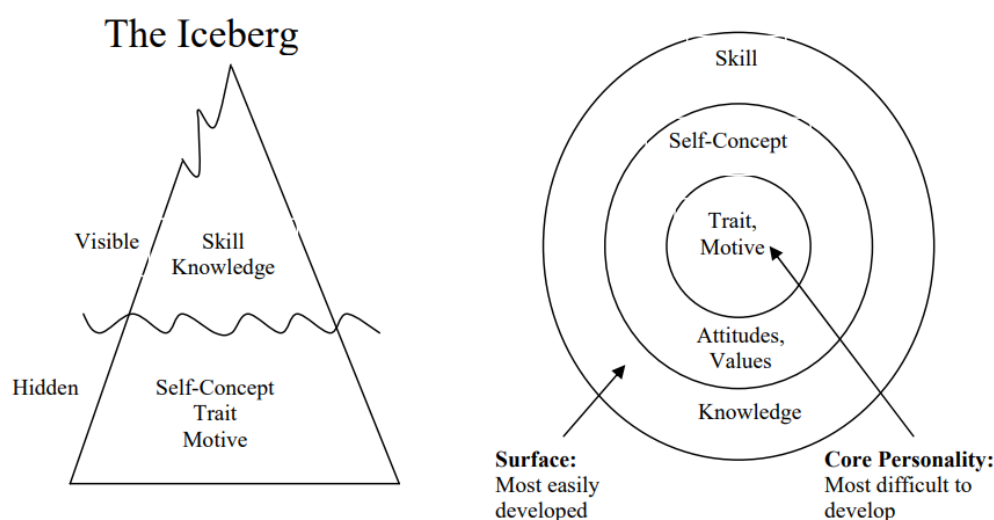 The Iceberg
Visible
Skill
Knowledge
Hidden
Self-Concept
Trait
Motive
Skill
Self-Concept
Trait,
Motive
Attitudes,
Values
Knowledge
Surface:
Most easily
developed
Core Personality:
Most difficult to
develop